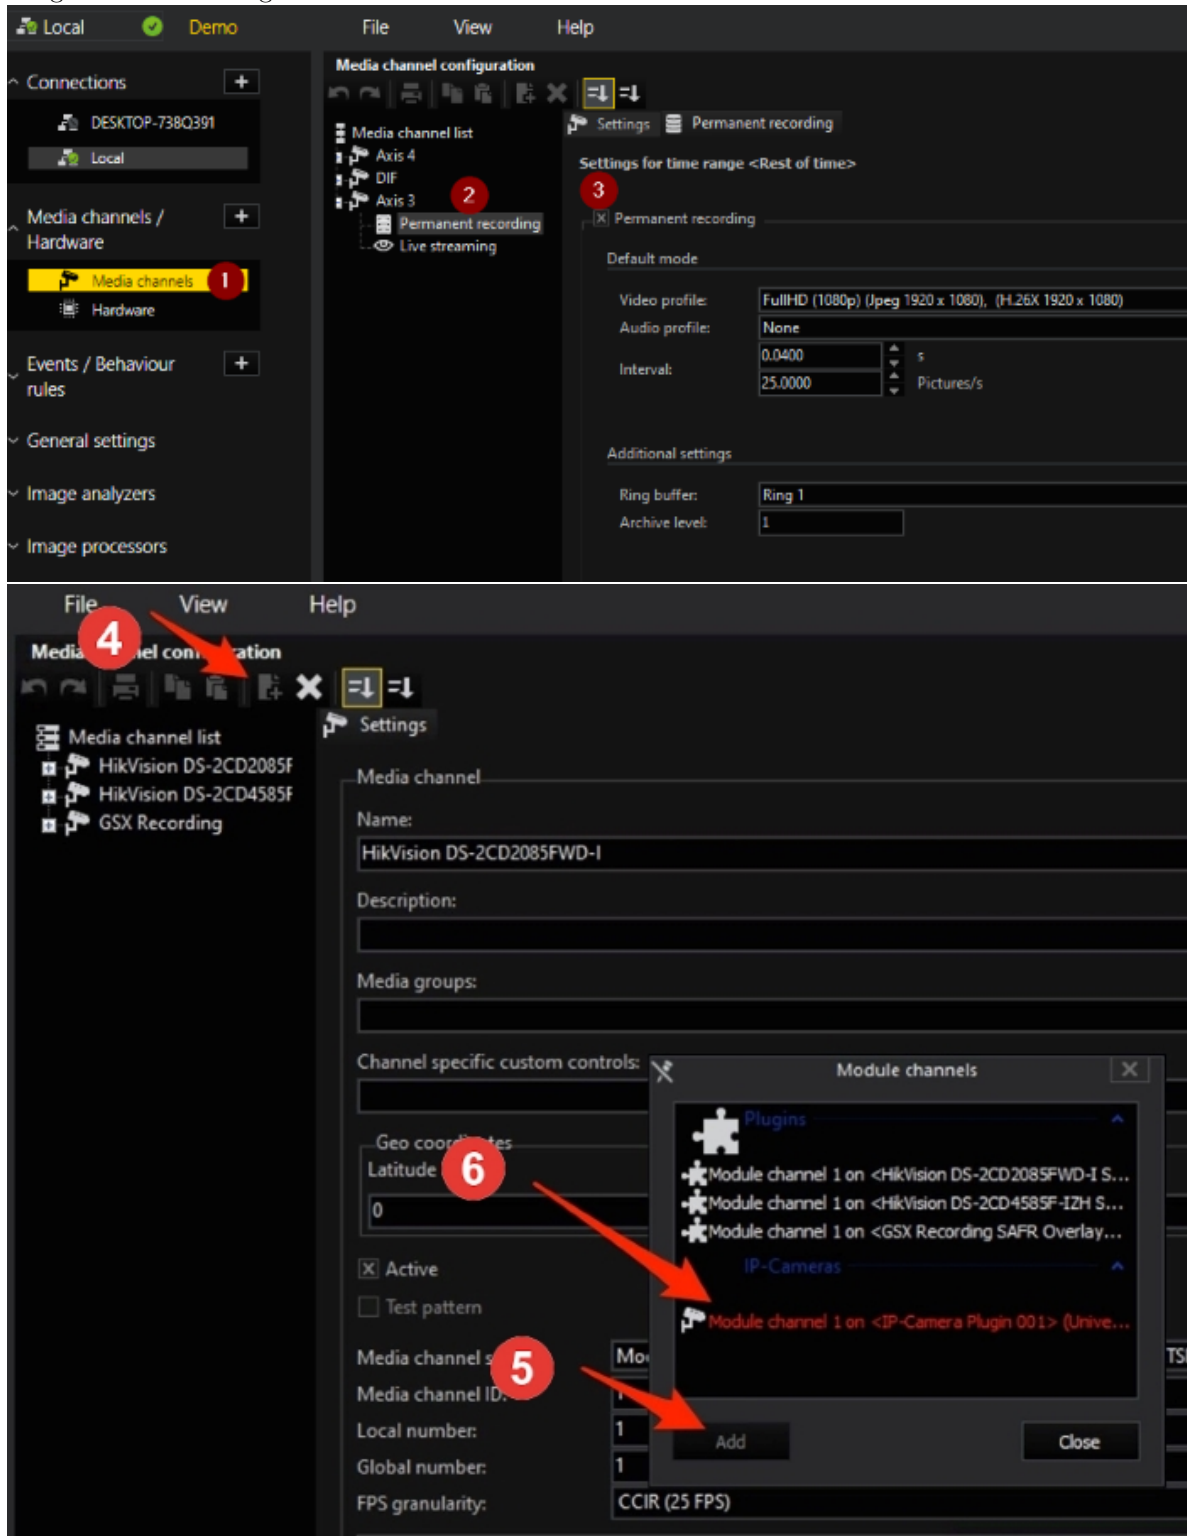 Local Demo File View Help
Media channel configuration
Connections +
DESKTOP-738Q391
Local
Media channel list
Axis 4
DIF
Axis 3
Permanent recording
Live streaming
Media channels / Hardware +
Media channels 1
Hardware
Events / Behaviour rules +
General settings
Image analyzers
Image processors
2
Settings Permanent recording
Settings for time range <Rest of time>
3
Permanent recording
Default mode
Video profile: FullHD (1080p) (Jpeg 1920 x 1080), (H.26X 1920 x 1080)
Audio profile: None
Interval: 0.0400 s
25.0000 Pictures/s
Additional settings
Ring buffer: Ring 1
Archive level: 1
File View Help
4
Media channel list
HikVision DS-2CD2085F
HikVision DS-2CD4585F
GSX Recording
Settings
Media channel
Name:
HikVision DS-2CD2085FWD-I
Description:
Media groups:
Channel specific custom controls:
Geo coordinates
Latitude
0
6
Active
Test pattern
Media channel
5
Media channel ID:
Local number: 1
Global number: 1
FPS granularity: CCIR (25 FPS)
Module channels
Plugins
Module channel 1 on <HikVision DS-2CD2085FWD-I S...
Module channel 1 on <HikVision DS-2CD4585F-IZH S...
Module channel 1 on <GSX Recording SAFR Overlay...
IP-Cameras
Module channel 1 on <IP-Camera Plugin 001> (Unive...
Add Close